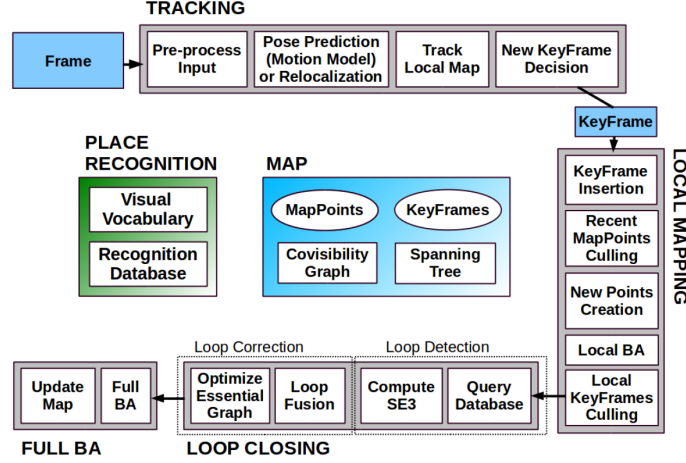 TRACKING
Frame
Pre-process
Input
Pose Prediction
(Motion Model)
or Relocalization
Track
Local Map
New KeyFrame
Decision
KeyFrame
PLACE
RECOGNITION
Visual
Vocabulary
Recognition
Database
MAP
MapPoints
KeyFrames
Covisibility
Graph
Spanning
Tree
LOCAL MAPPING
KeyFrame
Insertion
Recent
MapPoints
Culling
New Points
Creation
Local BA
Local
KeyFrames
Culling
Loop Correction
Loop Detection
Update
Map
Full
BA
Optimize
Essential
Graph
Loop
Fusion
Compute
SE3
Query
Database
FULL BA
LOOP CLOSING